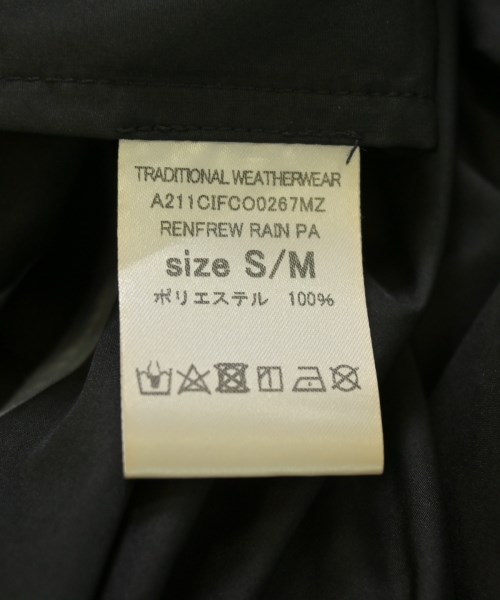 TRADITIONAL WEATHERWEAR
A211CIFCO0267MZ
RENFREW RAIN PA
size S/M
ポリエステル 100%